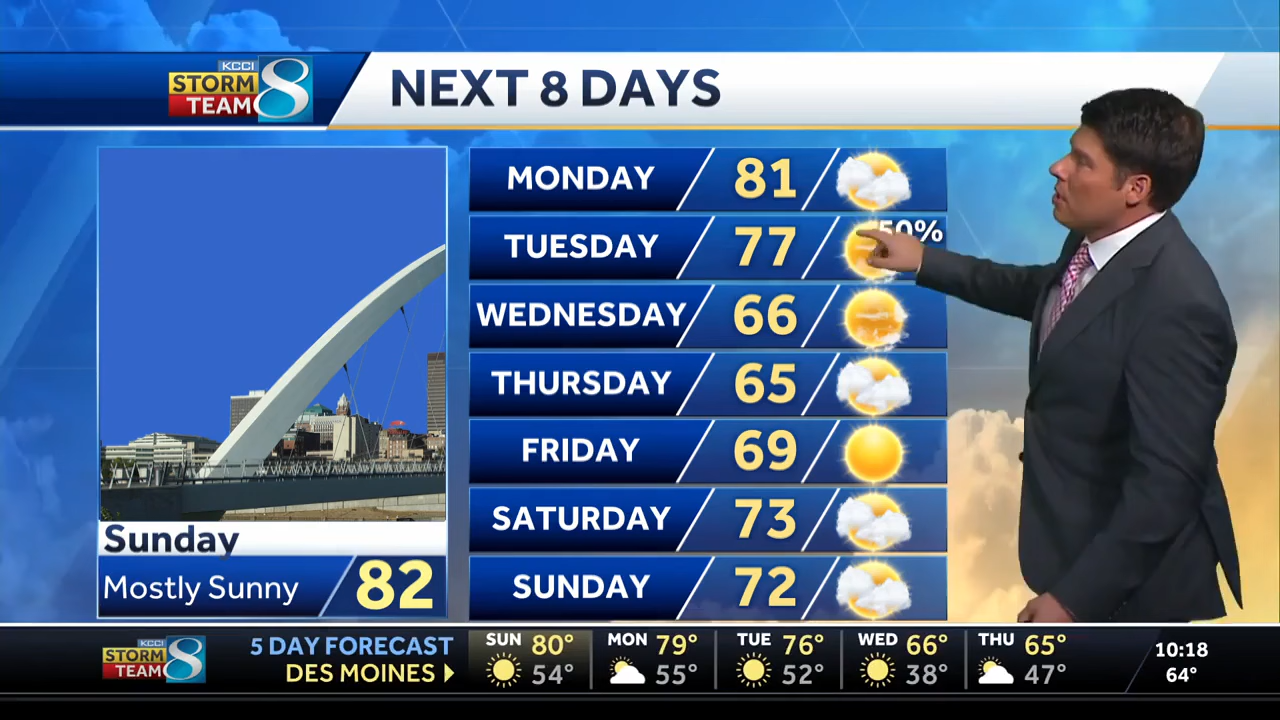 KCCI
STORM
TEAM 8
NEXT 8 DAYS
MONDAY 81
TUESDAY 77 50%
WEDNESDAY 66
THURSDAY 65
FRIDAY 69
SATURDAY 73
SUNDAY 72
Sunday
Mostly Sunny 82
KCCI
STORM
TEAM 8
5 DAY FORECAST
DES MOINES
SUN 80°
54°
MON 79°
55°
TUE 76°
52°
WED 66°
38°
THU 65°
47°
10:18
64°